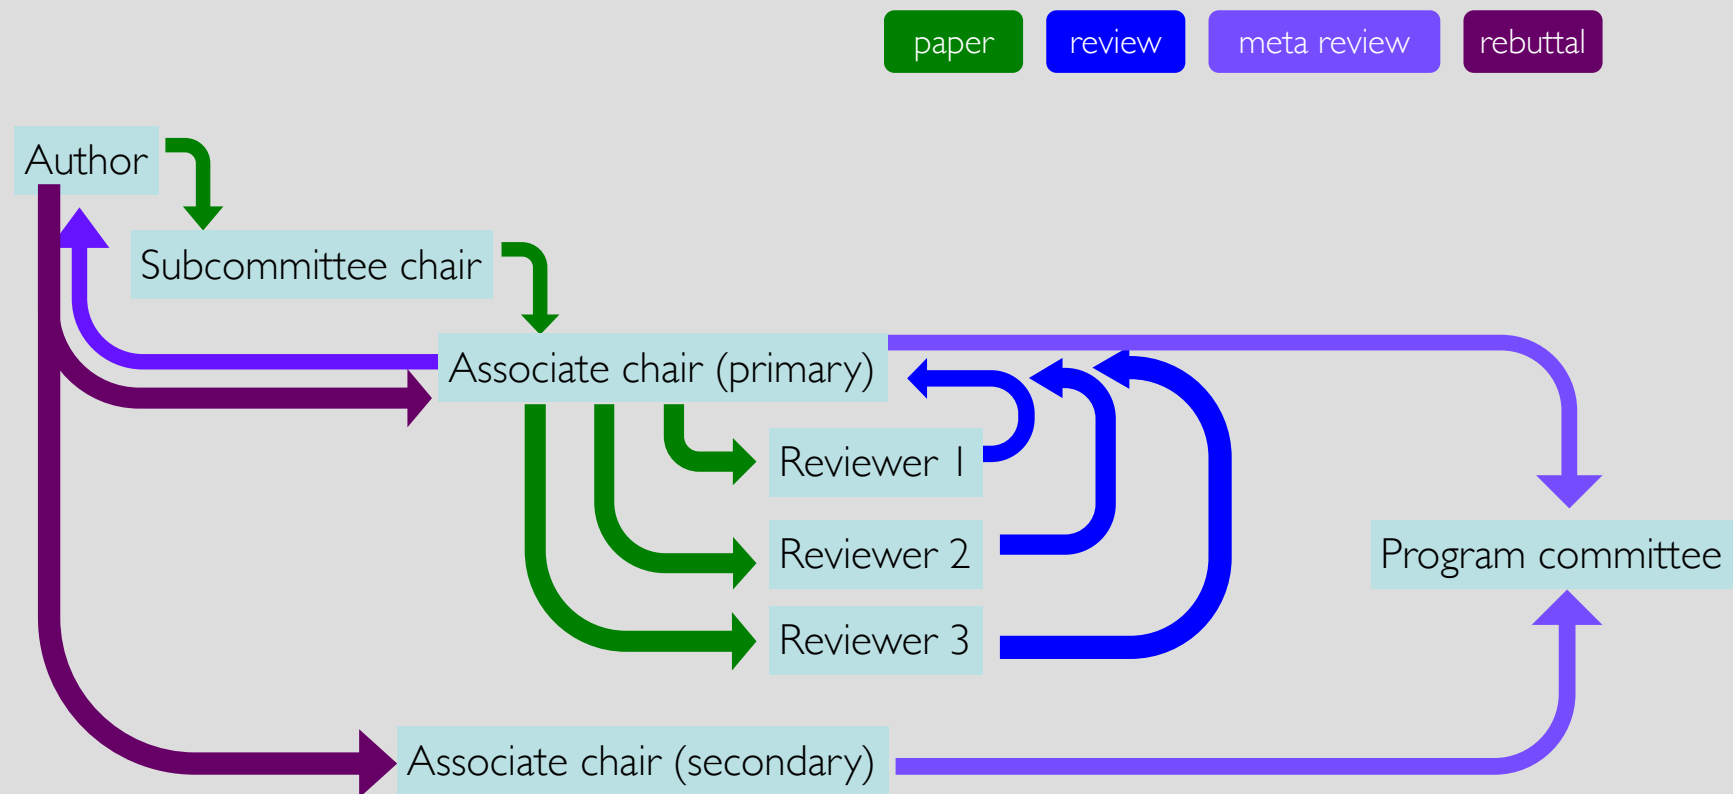 paper
review
meta review
rebuttal
Author
Subcommittee chair
Associate chair (primary)
Reviewer 1
Reviewer 2
Program committee
Reviewer 3
Associate chair (secondary)